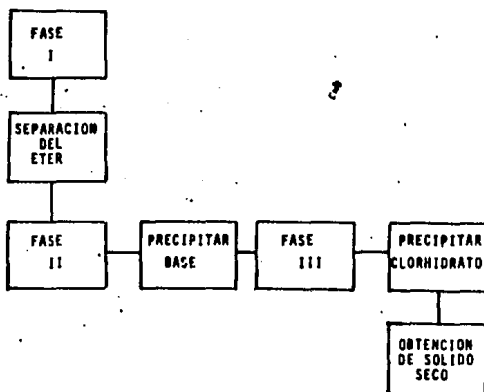 FASE
I
SEPARACION
DEL
ETER
FASE
II
PRECIPITAR
BASE
FASE
III
PRECIPITAR
CLORHIDRATO
OBTENCION
DE SOLIDO
SECO